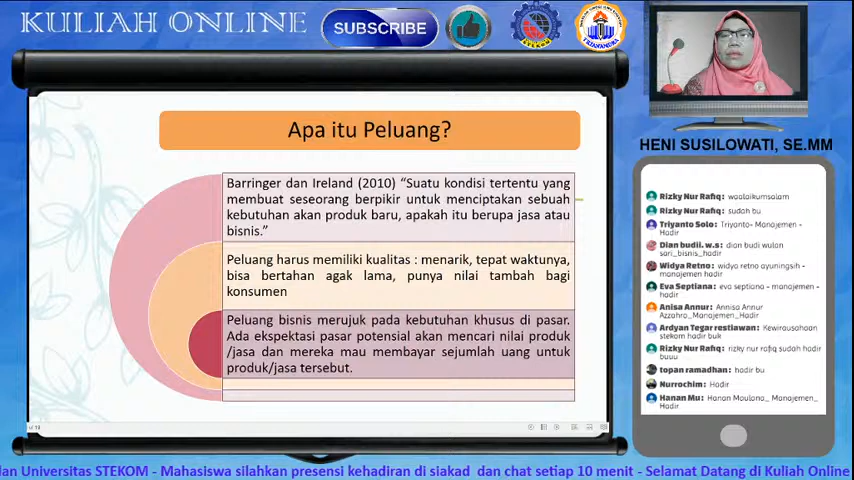 KULIAH ONLINE
SUBSCRIBE
STEKOM
HENI SUSILOWATI, SE.MM
Apa itu Peluang?
Barringer dan Ireland (2010) “Suatu kondisi tertentu yang
membuat seseorang berpikir untuk menciptakan sebuah
kebutuhan akan produk baru, apakah itu berupa jasa atau
bisnis.”
Peluang harus memiliki kualitas : menarik, tepat waktunya,
bisa bertahan agak lama, punya nilai tambah bagi
konsumen
Peluang bisnis merujuk pada kebutuhan khusus di pasar.
Ada ekspektasi pasar potensial akan mencari nilai produk
/jasa dan mereka mau membayar sejumlah uang untuk
produk/jasa tersebut.
Rizky Nur Rafiq: waalaikumsalam
Rizky Nur Rafiq: sudah bu
Triyanto Solo: Triyanto- Manajemen -
Hadir
Dian budii. w.s: dian budi wulan
sari_bisnis_hadir
Widya Retno: widya retno ayuningsih -
manajemen hadir
Eva Septiana: eva septiana - manajemen -
hadir
Anisa Annur: Annisa Annur
Azzahro_Manajemen_Hadir
Ardyan Tegar restiawan: Kewirausahaan
stekom hadir buk
Rizky Nur Rafiq: rizky nur rafiq sudah hadir
buuu
topan ramadhan: hadir bu
Nurrochim: Hadir
Hanan Mu: Hanan Maulana_ Manajemen_
Hadir
dan Universitas STEKOM - Mahasiswa silahkan presensi kehadiran di siakad dan chat setiap 10 menit - Selamat Datang di Kuliah Online